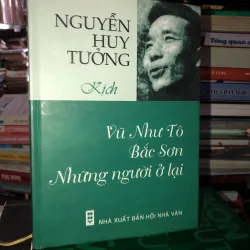 NGUYỄN
HUY
TƯỞNG
Kịch
Vũ Như Tô
Bắc Sơn
Những người ở lại
NHÀ XUẤT BẢN HỘI NHÀ VĂN